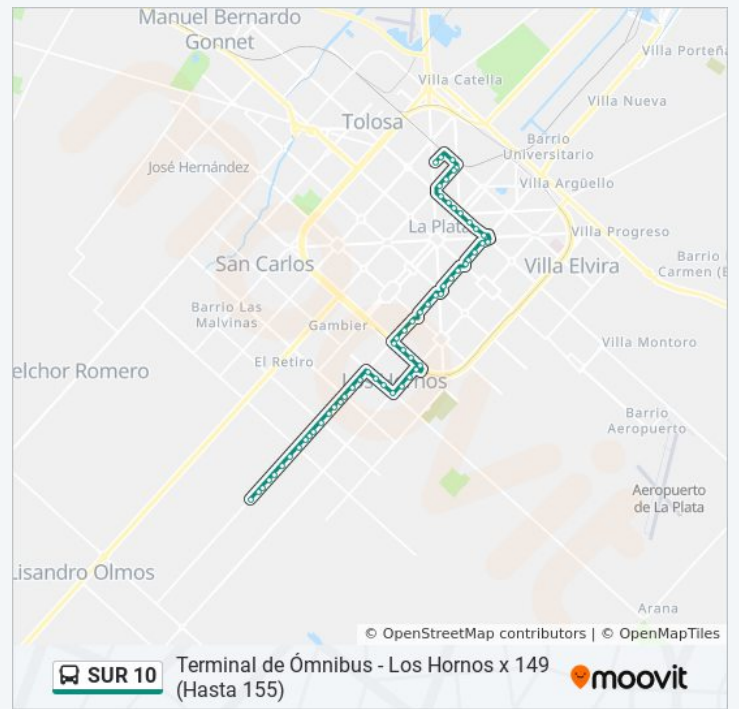 Manuel Bernardo
Gonnet
Villa Porteña
Villa Catella
Villa Nueva
Tolosa
Barrio
Universitario
José Hernández
Villa Argüello
La Plata
Villa Progreso
San Carlos
Villa Elvira
Barrio
Carmen (B
Barrio Las
Malvinas
Gambier
Villa Montoro
El Retiro
elchor Romero
Los Hornos
Barrio
Aeropuerto
Aeropuerto
de La Plata
Lisandro Olmos
Arana
© OpenStreetMap contributors | © OpenMapTiles
SUR 10
Terminal de Ómnibus - Los Hornos x 149
(Hasta 155)
moovit